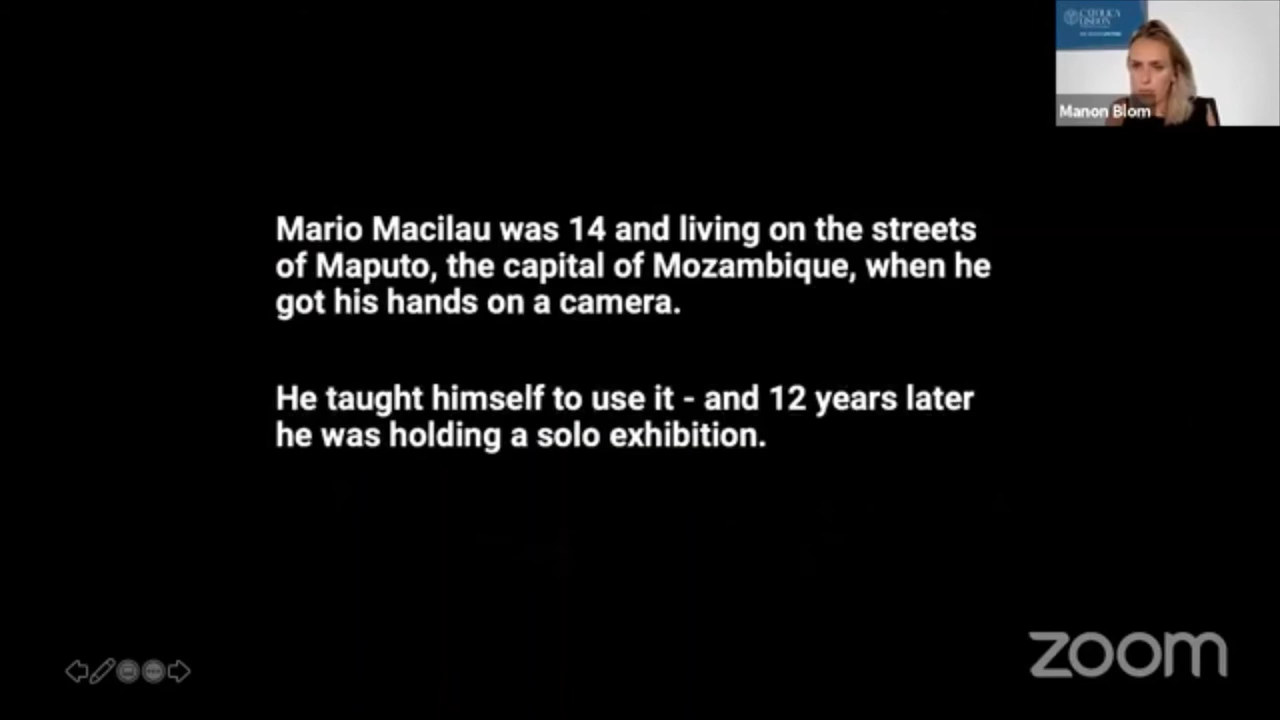 CATOLICA
LISBON
Manon Blom
Mario Macilau was 14 and living on the streets
of Maputo, the capital of Mozambique, when he
got his hands on a camera.
He taught himself to use it - and 12 years later
he was holding a solo exhibition.
zoom